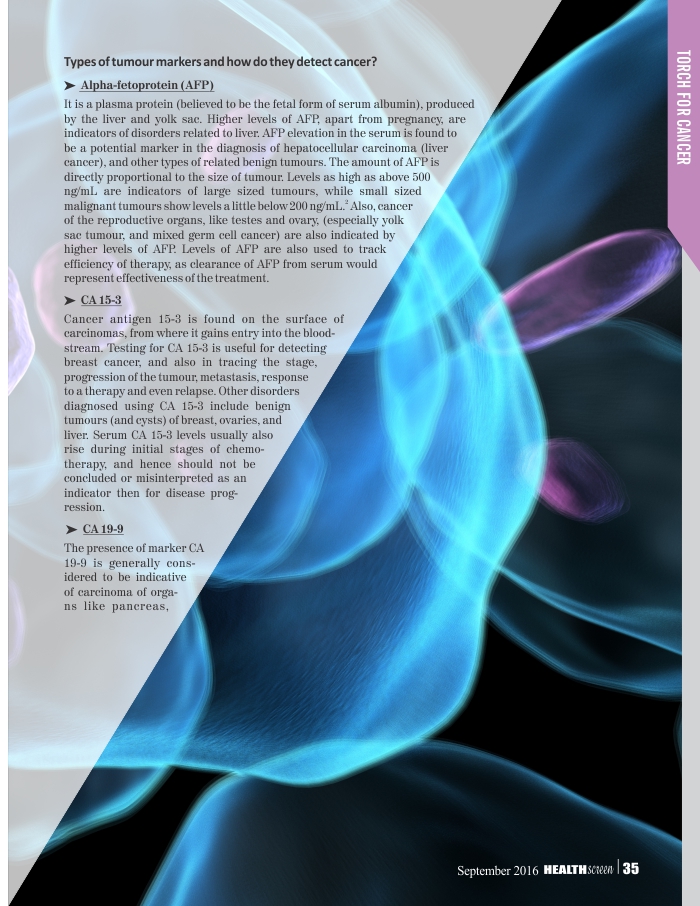 TORCH FOR CANCER
Types of tumour markers and how do they detect cancer?
➤ Alpha-fetoprotein (AFP)
It is a plasma protein (believed to be the fetal form of serum albumin), produced
by the liver and yolk sac. Higher levels of AFP, apart from pregnancy, are
indicators of disorders related to liver. AFP elevation in the serum is found to
be a potential marker in the diagnosis of hepatocellular carcinoma (liver
cancer), and other types of related benign tumours. The amount of AFP is
directly proportional to the size of tumour. Levels as high as above 500
ng/mL are indicators of large sized tumours, while small sized
malignant tumours show levels a little below 200 ng/mL.² Also, cancer
of the reproductive organs, like testes and ovary, (especially yolk
sac tumour, and mixed germ cell cancer) are also indicated by
higher levels of AFP. Levels of AFP are also used to track
efficiency of therapy, as clearance of AFP from serum would
represent effectiveness of the treatment.
➤ CA 15-3
Cancer antigen 15-3 is found on the surface of
carcinomas, from where it gains entry into the blood-
stream. Testing for CA 15-3 is useful for detecting
breast cancer, and also in tracing the stage,
progression of the tumour, metastasis, response
to a therapy and even relapse. Other disorders
diagnosed using CA 15-3 include benign
tumours (and cysts) of breast, ovaries, and
liver. Serum CA 15-3 levels usually also
rise during initial stages of chemo-
therapy, and hence should not be
concluded or misinterpreted as an
indicator then for disease prog-
ression.
➤ CA 19-9
The presence of marker CA
19-9 is generally cons-
idered to be indicative
of carcinoma of orga-
ns like pancreas,
September 2016 HEALTHscreen | 35